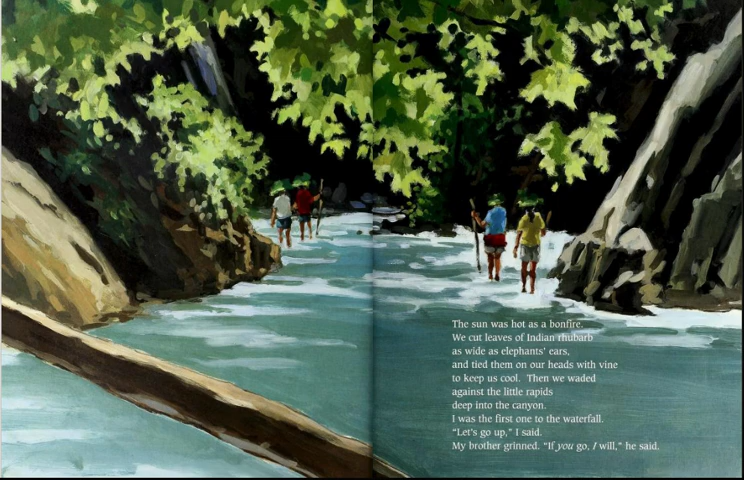 The sun was hot as a bonfire.
We cut leaves of Indian rhubarb
as wide as elephants' ears,
and tied them on our heads with vine
to keep us cool. Then we waded
against the little rapids
deep into the canyon.
I was the first one to the waterfall.
"Let's go up," I said.
My brother grinned. "If you go, I will," he said.